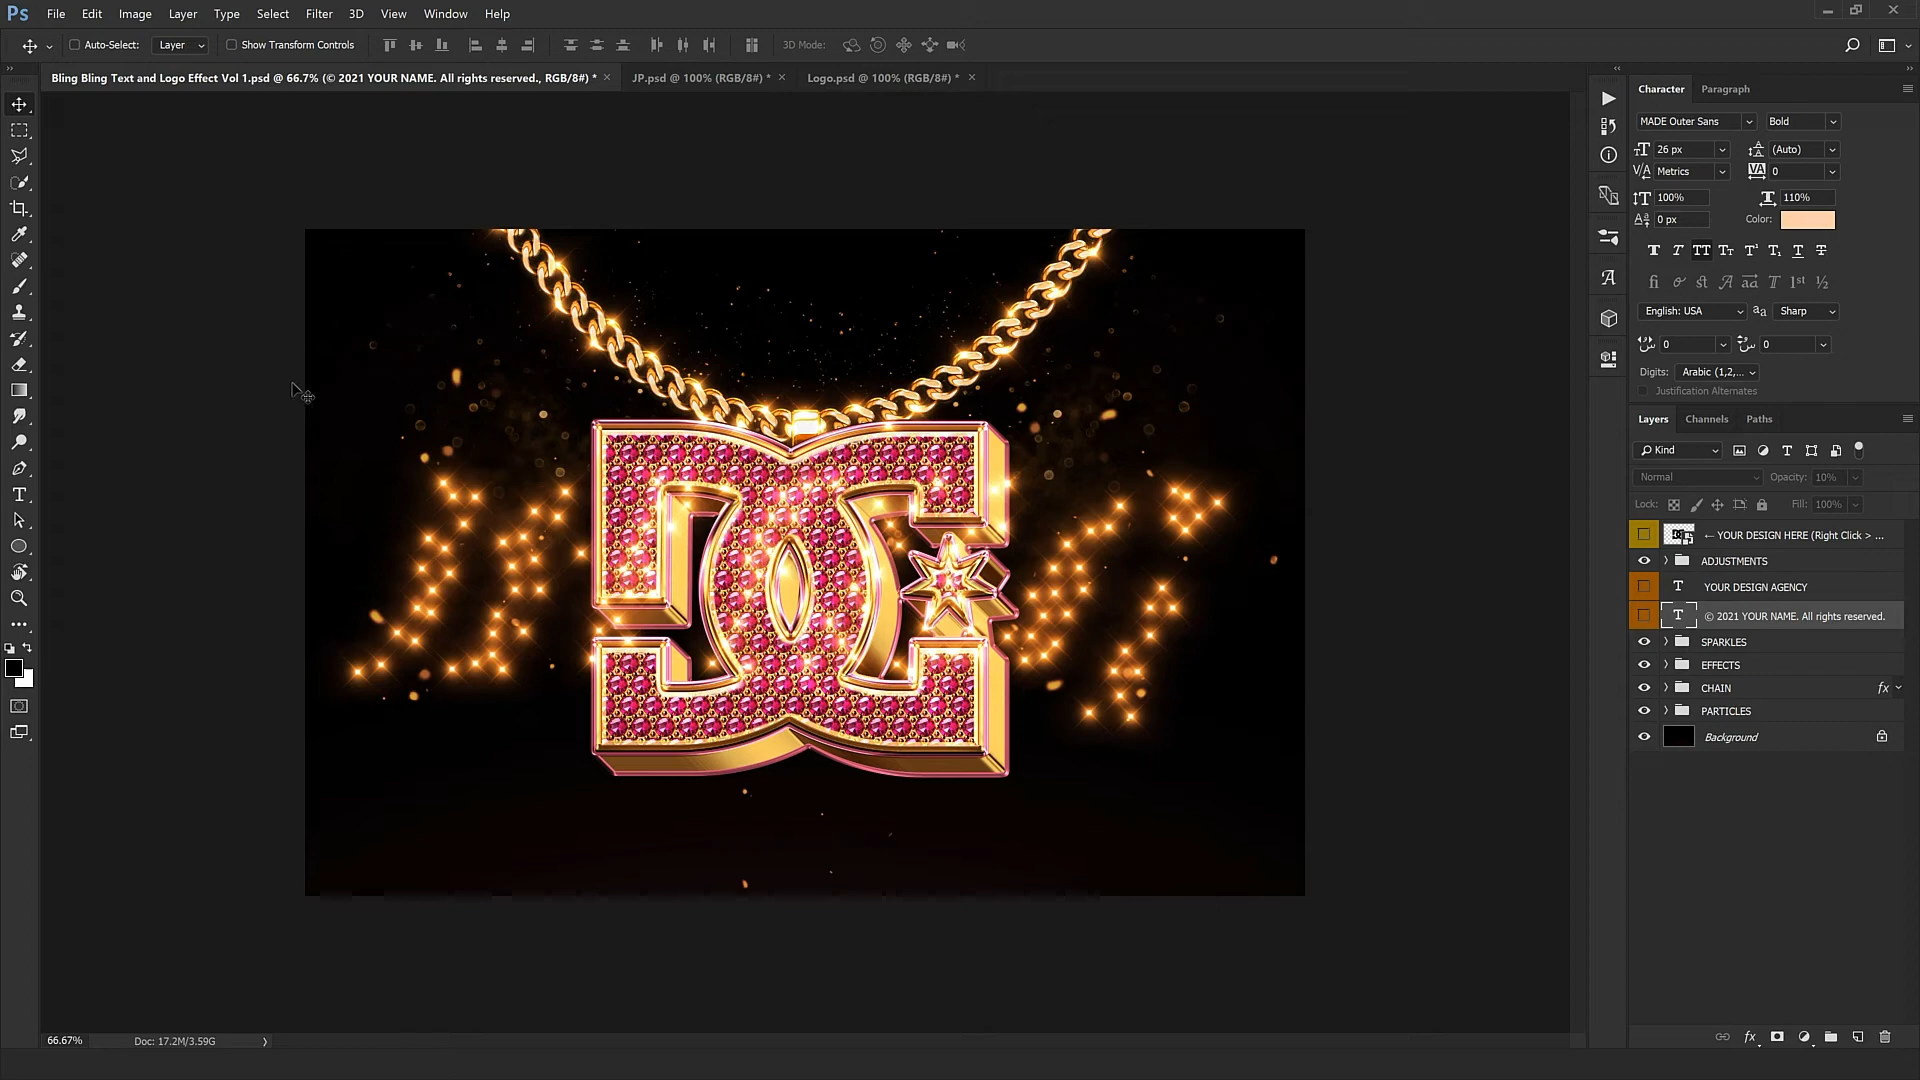 Ps File Edit Image Layer Type Select Filter 3D View Window Help
Auto-Select: Layer Show Transform Controls 3D Mode:
Bling Bling Text and Logo Effect Vol 1.psd @ 66.7% (© 2021 YOUR NAME. All rights reserved., RGB/8#) * × JP.psd @ 100% (RGB/8#) * × Logo.psd @ 100% (RGB/8#) * ×
Character Paragraph
MADE Outer Sans Bold
26 px (Auto)
Metrics 0
100% 110%
0 px Color:
English: USA Sharp
0 0
Digits: Arabic (1,2,...
Justification Alternates
Layers Channels Paths
Kind
Normal Opacity: 10%
Lock: Fill: 100%
← YOUR DESIGN HERE (Right Click > ...
ADJUSTMENTS
YOUR DESIGN AGENCY
© 2021 YOUR NAME. All rights reserved.
SPARKLES
EFFECTS
CHAIN fx
PARTICLES
Background
66.67% Doc: 17.2M/3.59G